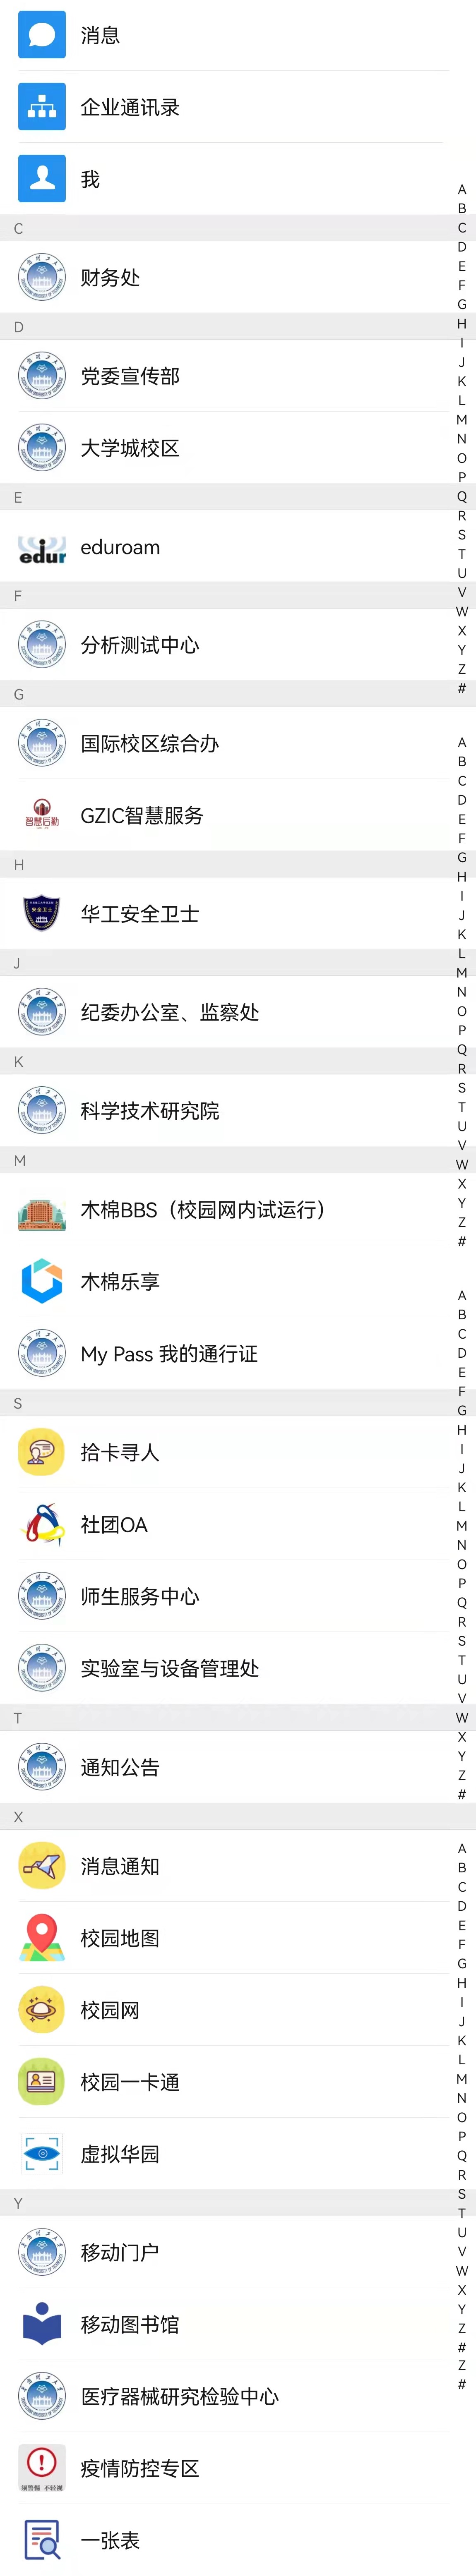 消息
企业通讯录
我
C
财务处
D
党委宣传部
大学城校区
E
edur
eduroam
F
分析测试中心
G
国际校区综合办
智慧后勤
GZIC智慧服务
H
安全卫士
华工安全卫士
J
纪委办公室、监察处
K
科学技术研究院
M
木棉BBS（校园网内试运行）
木棉乐享
My Pass 我的通行证
S
拾卡寻人
社团OA
师生服务中心
实验室与设备管理处
T
通知公告
X
消息通知
校园地图
校园网
校园一卡通
虚拟华园
Y
移动门户
移动图书馆
医疗器械研究检验中心
疫情防控专区
一张表
A
B
C
D
E
F
G
H
I
J
K
L
M
N
O
P
Q
R
S
T
U
V
W
X
Y
Z
#
A
B
C
D
E
F
G
H
I
J
K
L
M
N
O
P
Q
R
S
T
U
V
W
X
Y
Z
#
A
B
C
D
E
F
G
H
I
J
K
L
M
N
O
P
Q
R
S
T
U
V
W
X
Y
Z
#
A
B
C
D
E
F
G
H
I
J
K
L
M
N
O
P
Q
R
S
T
U
V
W
X
Y
Z
#
Z
#